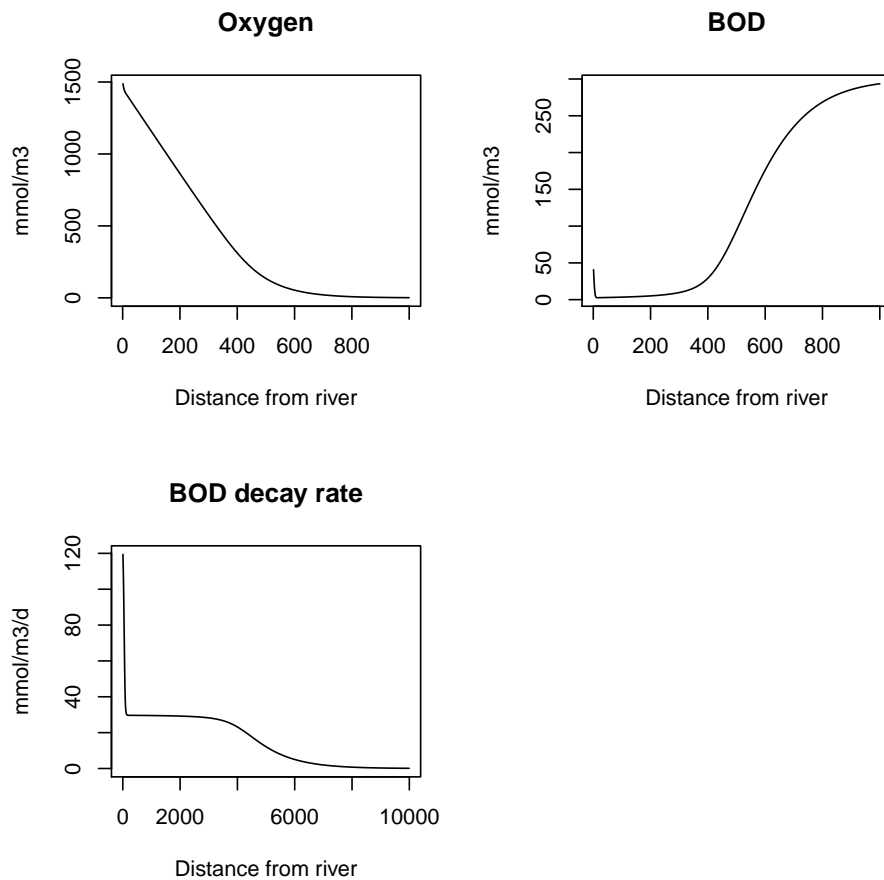 Oxygen
mmol/m3
0 500 1000 1500
0 200 400 600 800
Distance from river
BOD
mmol/m3
0 50 150 250
0 200 400 600 800
Distance from river
BOD decay rate
mmol/m3/d
0 40 80 120
0 2000 6000 10000
Distance from river